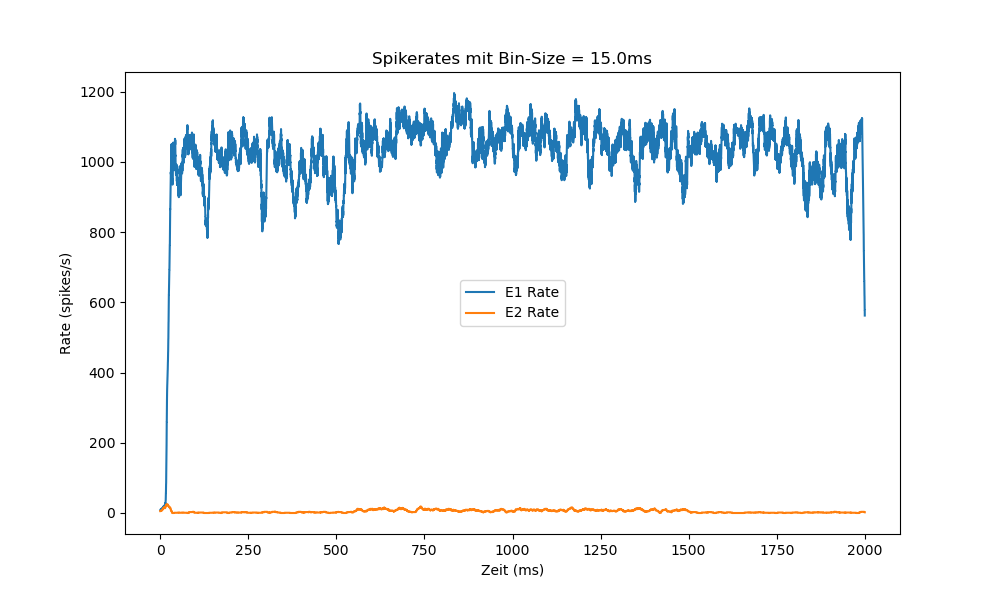 Spikerates mit Bin-Size = 15.0ms
1200
1000
800
600
400
200
0
Rate (spikes/s)
E1 Rate
E2 Rate
0 250 500 750 1000 1250 1500 1750 2000
Zeit (ms)